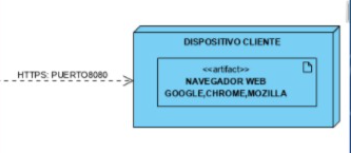 DISPOSITIVO CLIENTE
<<artifact>>
HTTPS: PUERTO8080
NAVEGADOR WEB
GOOGLE,CHROME,MOZILLA